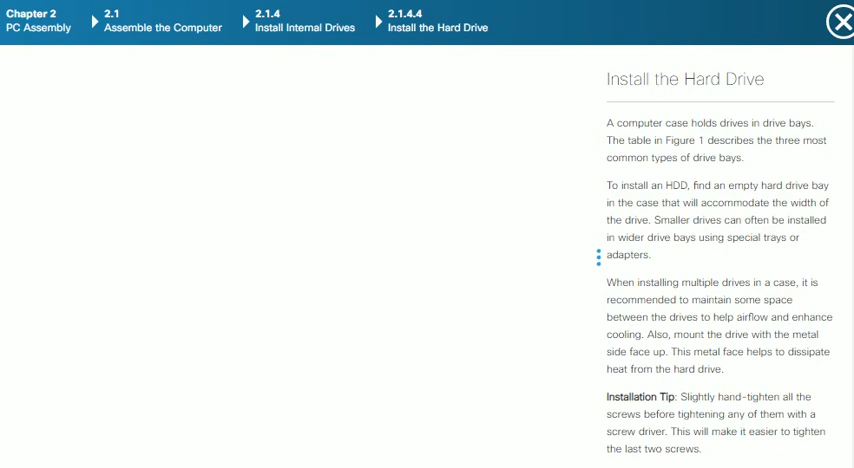 Chapter 2
PC Assembly
2.1
Assemble the Computer
2.1.4
Install Internal Drives
2.1.4.4
Install the Hard Drive
Install the Hard Drive
A computer case holds drives in drive bays.
The table in Figure 1 describes the three most
common types of drive bays.
To install an HDD, find an empty hard drive bay
in the case that will accommodate the width of
the drive. Smaller drives can often be installed
in wider drive bays using special trays or
adapters.
When installing multiple drives in a case, it is
recommended to maintain some space
between the drives to help airflow and enhance
cooling. Also, mount the drive with the metal
side face up. This metal face helps to dissipate
heat from the hard drive.
Installation Tip: Slightly hand-tighten all the
screws before tightening any of them with a
screw driver. This will make it easier to tighten
the last two screws.